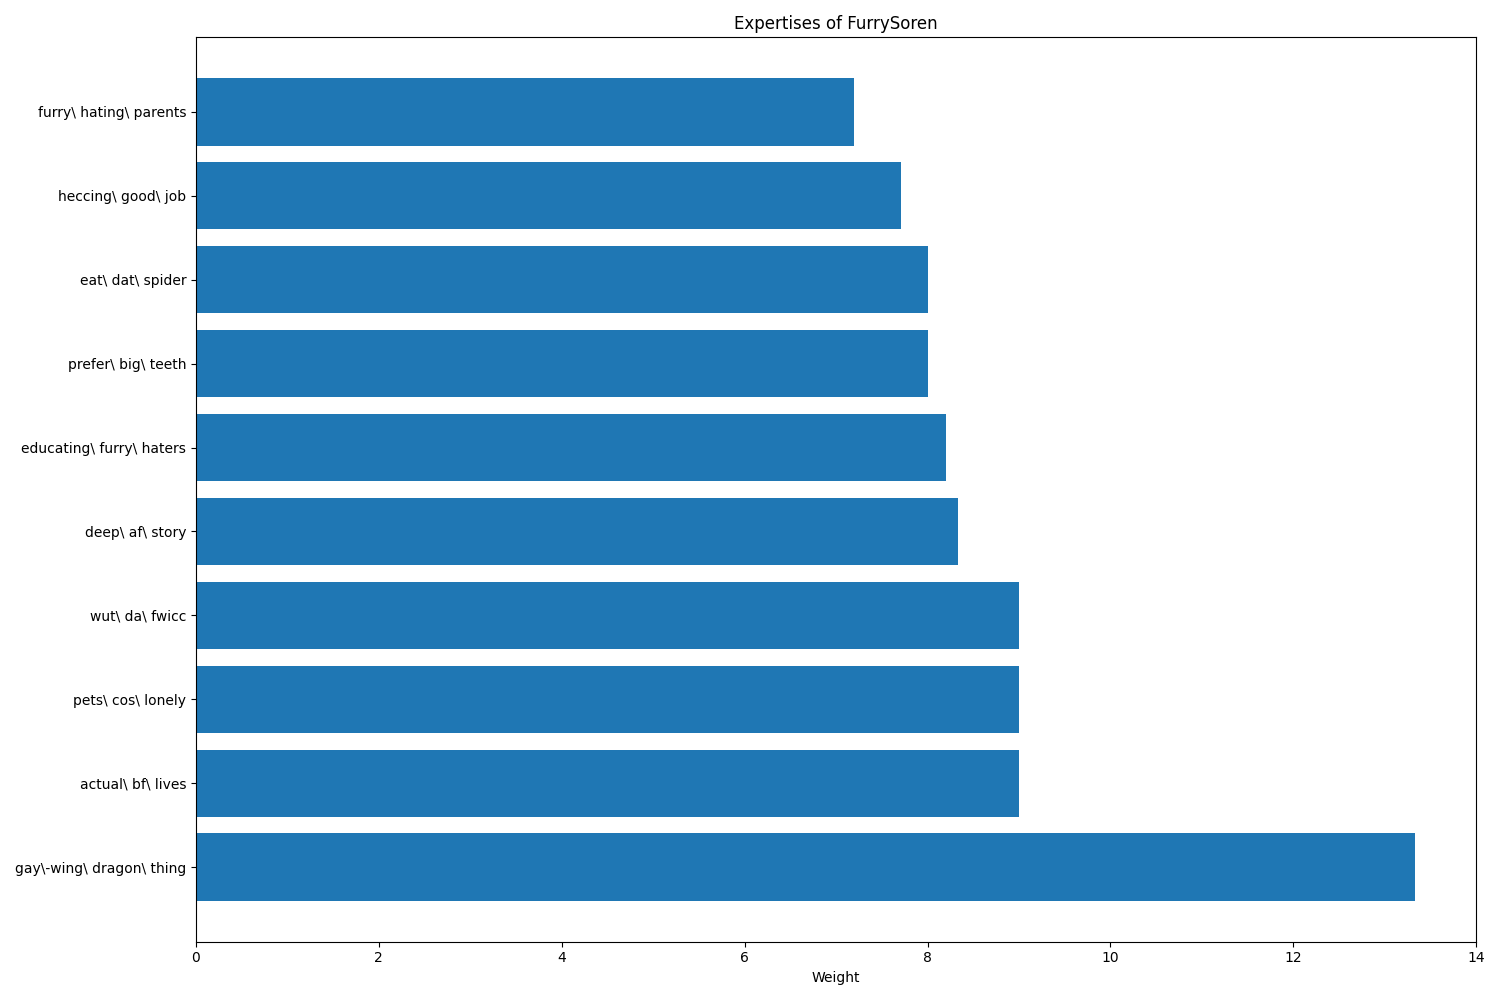 Expertises of FurrySoren
furry\ hating\ parents
heccing\ good\ job
eat\ dat\ spider
prefer\ big\ teeth
educating\ furry\ haters
deep\ af\ story
wut\ da\ fwicc
pets\ cos\ lonely
actual\ bf\ lives
gay\-wing\ dragon\ thing
0 2 4 6 8 10 12 14
Weight